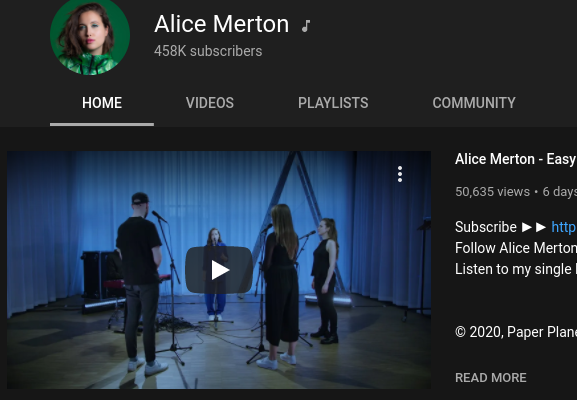 Alice Merton
458K subscribers
HOME VIDEOS PLAYLISTS COMMUNITY
Alice Merton - Easy
50,635 views • 6 days
Subscribe ►► http
Follow Alice Merton
Listen to my single
© 2020, Paper Plane
READ MORE